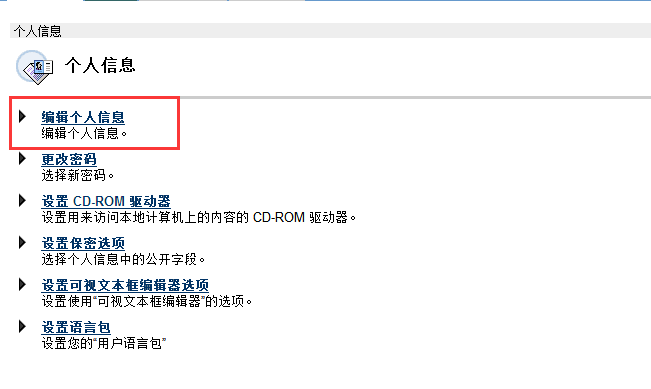 个人信息
个人信息
编辑个人信息
编辑个人信息。
更改密码
选择新密码。
设置 CD-ROM 驱动器
设置用来访问本地计算机上的内容的 CD-ROM 驱动器。
设置保密选项
选择个人信息中的公开字段。
设置可视文本框编辑器选项
设置使用“可视文本框编辑器”的选项。
设置语言包
设置您的“用户语言包”